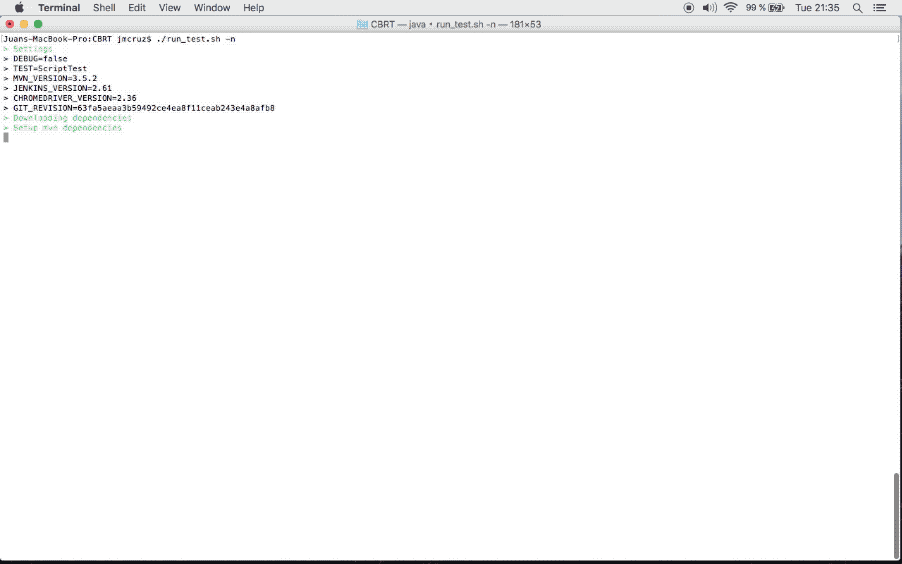 Terminal Shell Edit View Window Help 99 % Tue 21:35
CBRT — java • run_test.sh -n — 181×53
Juans-MacBook-Pro:CBRT jmcruz$ ./run_test.sh -n
> Settings
> DEBUG=false
> TEST=ScriptTest
> MVN_VERSION=3.5.2
> JENKINS_VERSION=2.61
> CHROMEDRIVER_VERSION=2.36
> GIT_REVISION=63fa5aeaa3b59492ce4ea8f11ceab243e4a8afb8
> Downloading dependencies
> Setup mvn dependencies